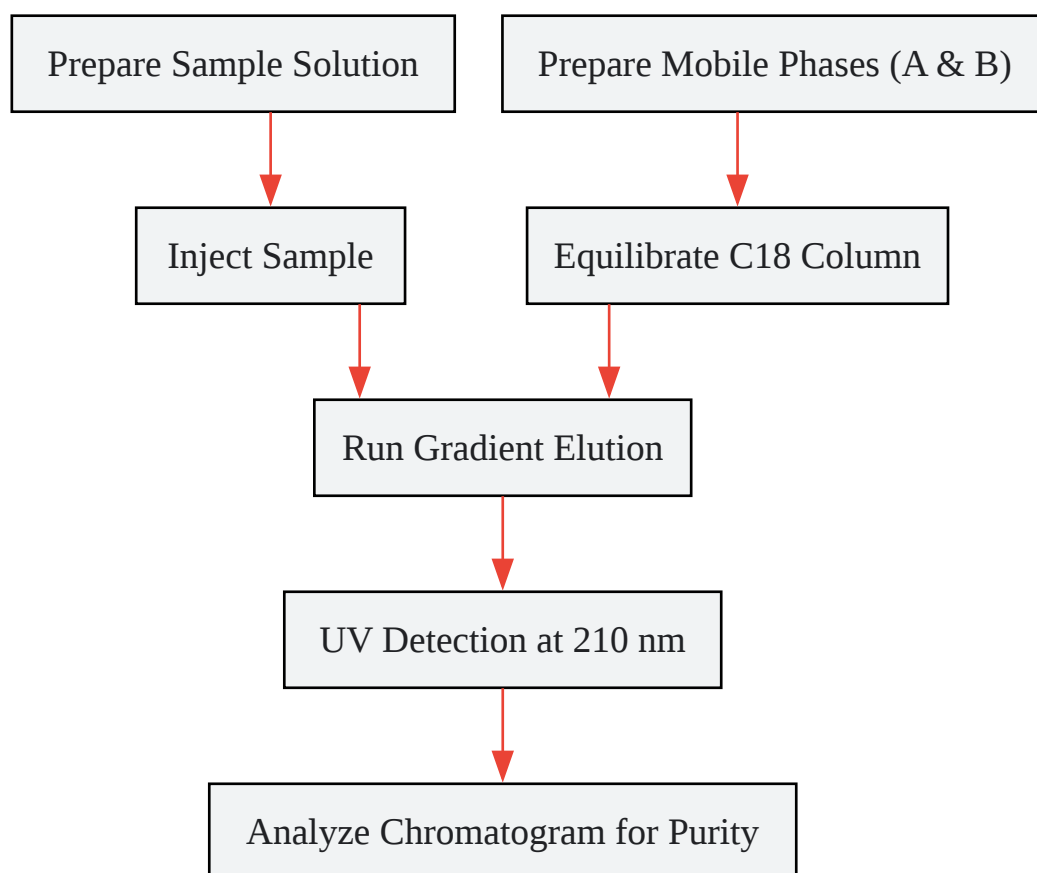 Prepare Sample Solution
Prepare Mobile Phases (A & B)
Inject Sample
Equilibrate C18 Column
Run Gradient Elution
UV Detection at 210 nm
Analyze Chromatogram for Purity